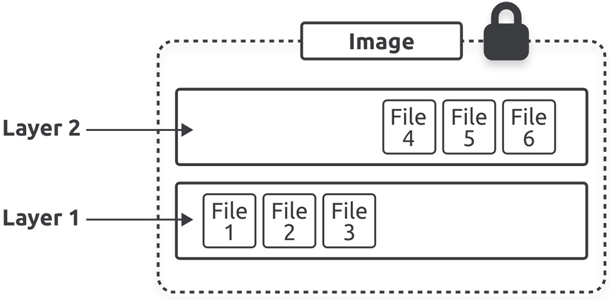 Image
Layer 2
File File File
4 5 6
Layer 1
File File File
1 2 3